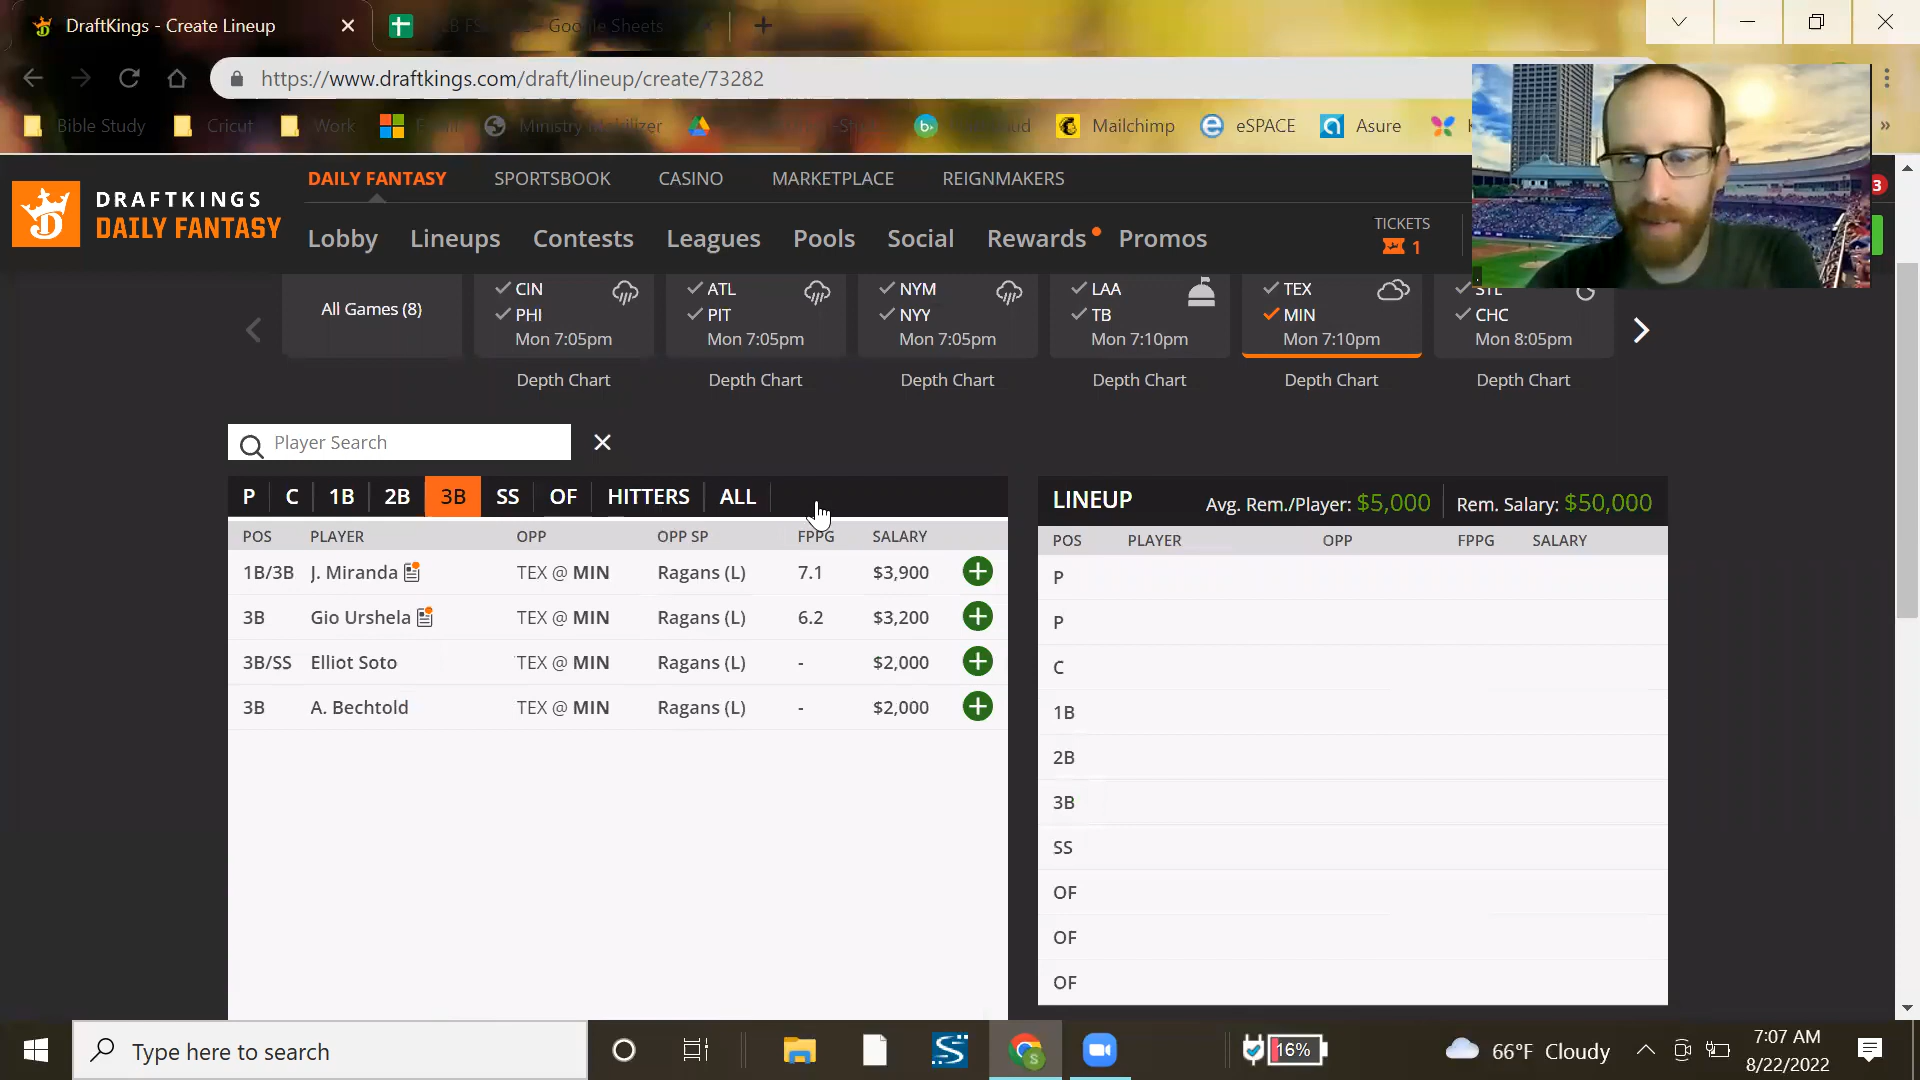 DraftKings - Create Lineup
Google Sheets
https://www.draftkings.com/draft/lineup/create/73282
Bible Study Cricut Work Ministry Mobilizer Mailchimp eSPACE Asure »
DRAFTKINGS
DAILY FANTASY
DAILY FANTASY SPORTSBOOK CASINO MARKETPLACE REIGNMAKERS
3
Lobby Lineups Contests Leagues Pools Social Rewards Promos
TICKETS
1
All Games (8)
CIN
PHI
Mon 7:05pm
Depth Chart
ATL
PIT
Mon 7:05pm
Depth Chart
NYM
NYY
Mon 7:05pm
Depth Chart
LAA
TB
Mon 7:10pm
Depth Chart
TEX
MIN
Mon 7:10pm
Depth Chart
STL
CHC
Mon 8:05pm
Depth Chart
Player Search
P C 1B 2B 3B SS OF HITTERS ALL
POS PLAYER OPP OPP SP FPPG SALARY
1B/3B J. Miranda TEX @ MIN Ragans (L) 7.1 $3,900
3B Gio Urshela TEX @ MIN Ragans (L) 6.2 $3,200
3B/SS Elliot Soto TEX @ MIN Ragans (L) - $2,000
3B A. Bechtold TEX @ MIN Ragans (L) - $2,000
LINEUP Avg. Rem./Player: $5,000 Rem. Salary: $50,000
POS PLAYER OPP FPPG SALARY
P
P
C
1B
2B
3B
SS
OF
OF
OF
Type here to search
16%
66°F Cloudy
7:07 AM
8/22/2022